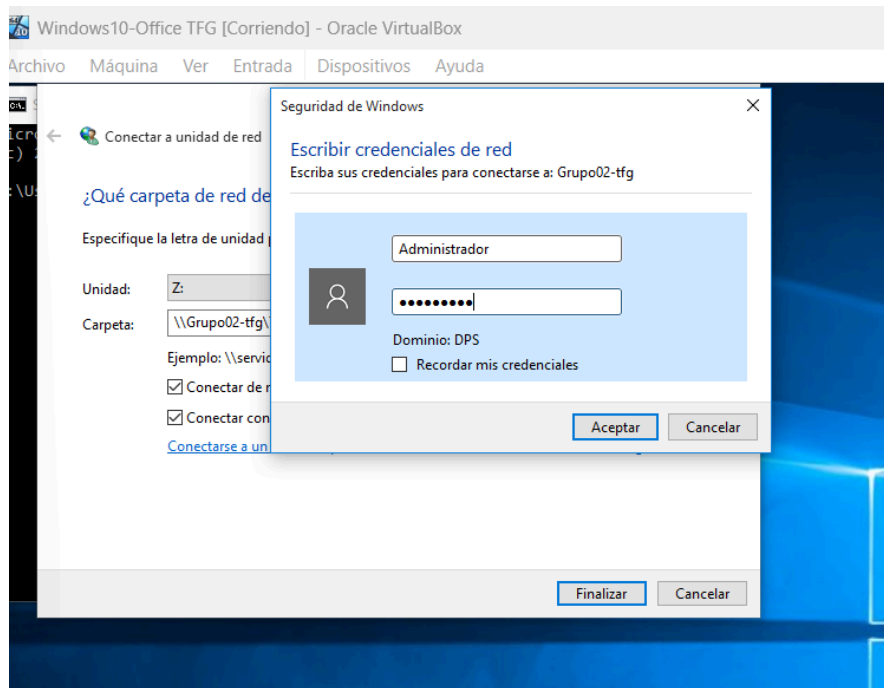 Windows10-Office TFG [Corriendo] - Oracle VirtualBox
Archivo Máquina Ver Entrada Dispositivos Ayuda
Seguridad de Windows
Conectar a unidad de red
Escribir credenciales de red
Escriba sus credenciales para conectarse a: Grupo02-tfg
¿Qué carpeta de red de
Especifique la letra de unidad
Administrador
Unidad: Z:
Carpeta: \\Grupo02-tfg\
Dominio: DPS
Ejemplo: \\servic
Recordar mis credenciales
Conectar de
Conectar con
Aceptar Cancelar
Conectarse a un
Finalizar Cancelar